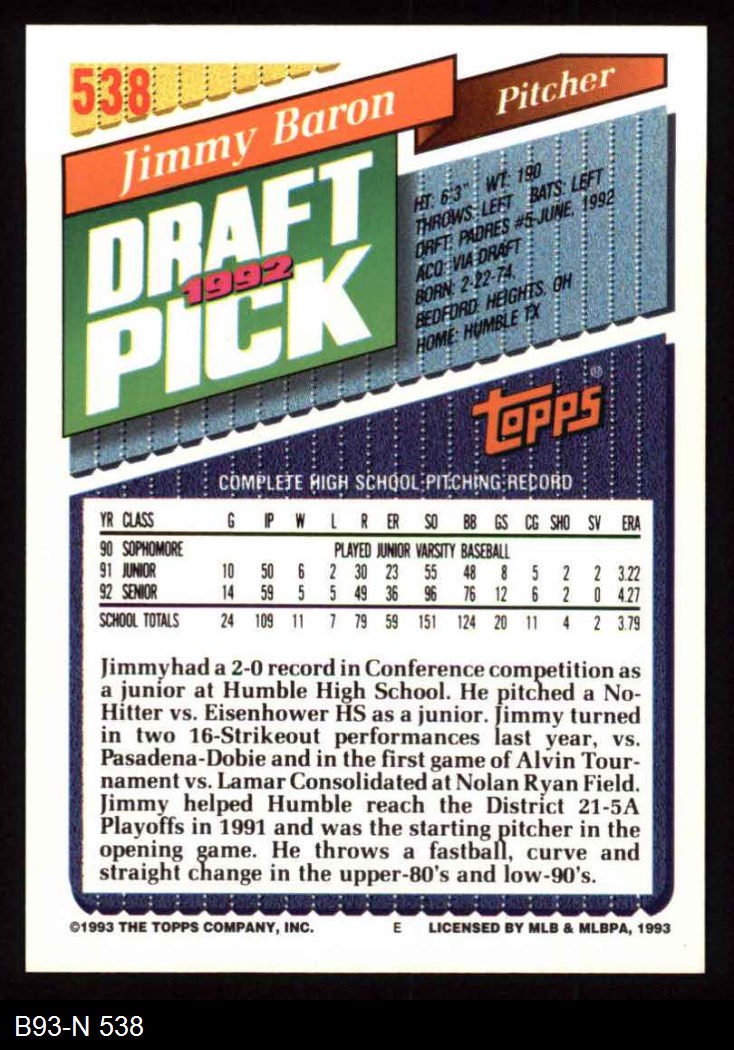 538
Jimmy Baron
Pitcher
DRAFT
1992
PICK
HT: 6'3" WT: 190
THROWS: LEFT BATS: LEFT
DRFT: PADRES #5-JUNE, 1992
ACQ: VIA DRAFT
BORN: 2-22-74,
BEDFORD HEIGHTS, OH
HOME: HUMBLE TX
topps®
COMPLETE HIGH SCHOOL PITCHING RECORD
YR CLASS G IP W L R ER SO BB GS CG SHO SV ERA
90 SOPHOMORE PLAYED JUNIOR VARSITY BASEBALL
91 JUNIOR 10 50 6 2 30 23 55 48 8 5 2 2 3.22
92 SENIOR 14 59 5 5 49 36 96 76 12 6 2 0 4.27
SCHOOL TOTALS 24 109 11 7 79 59 151 124 20 11 4 2 3.79
Jimmyhad a 2-0 record in Conference competition as
a junior at Humble High School. He pitched a No-
Hitter vs. Eisenhower HS as a junior. Jimmy turned
in two 16-Strikeout performances last year, vs.
Pasadena-Dobie and in the first game of Alvin Tour-
nament vs. Lamar Consolidated at Nolan Ryan Field.
Jimmy helped Humble reach the District 21-5A
Playoffs in 1991 and was the starting pitcher in the
opening game. He throws a fastball, curve and
straight change in the upper-80's and low-90's.
©1993 THE TOPPS COMPANY, INC. E LICENSED BY MLB & MLBPA, 1993
B93-N 538